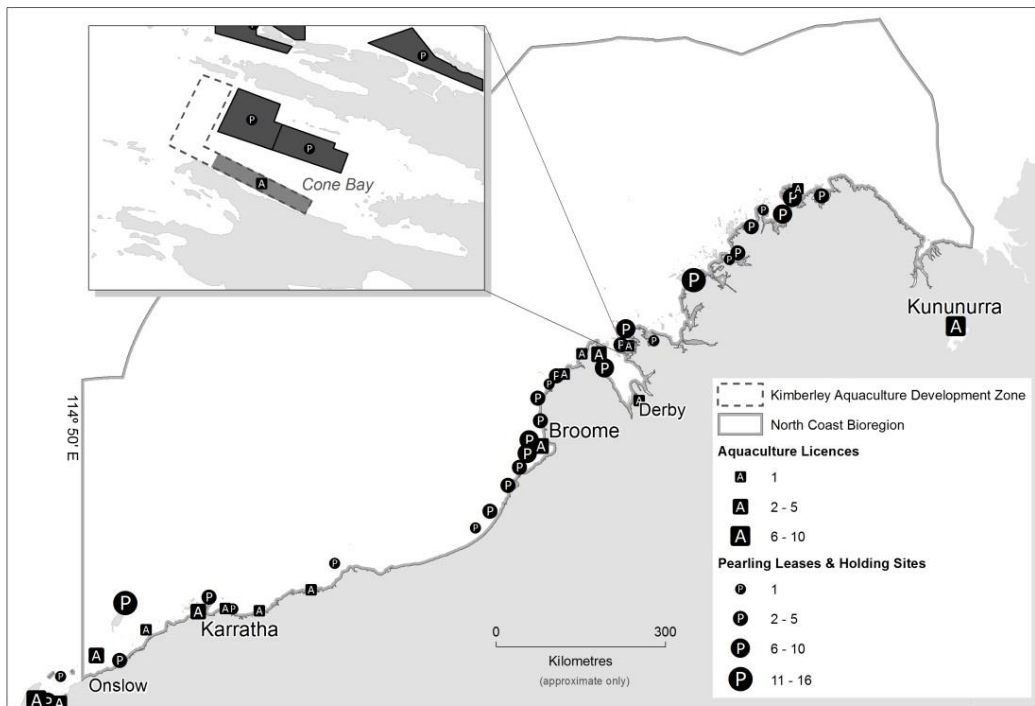 P
P
P
P
A
Cone Bay
114° 50' E
A
P
P
P
P
P
P
P
P
Kununurra
A
P
P
A
P
A
A
P
P
A
P
P
A
Derby
P
P
Broome
P
A
P
P
P
P
P
P
A
P
P
A
A
P
A
Karratha
A
A
P
P
Onslow
A
P
A
0 300
Kilometres
(approximate only)
Kimberley Aquaculture Development Zone
North Coast Bioregion
Aquaculture Licences
A 1
A 2 - 5
A 6 - 10
Pearling Leases & Holding Sites
P 1
P 2 - 5
P 6 - 10
P 11 - 16